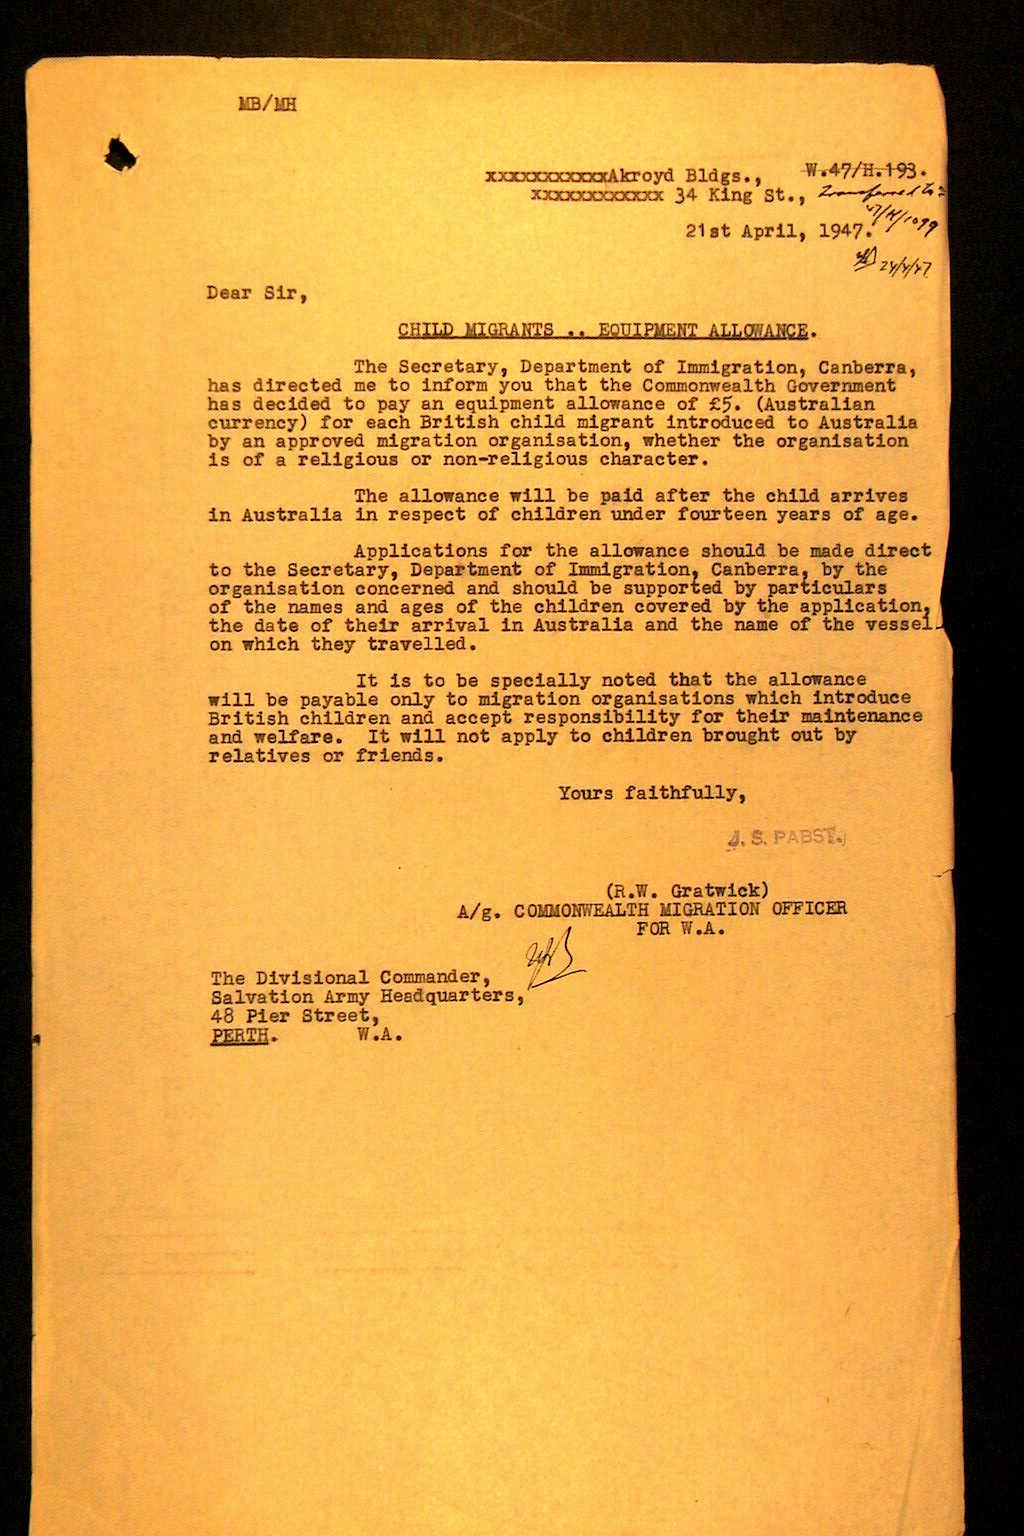 MB/MH
xxxxxxxxxxxAkroyd Bldgs., W.47/H.193.
xxxxxxxxxxxx 34 King St., transferred to:
47/4/1099
21st April, 1947.
24/4/47
Dear Sir,
CHILD MIGRANTS .. EQUIPMENT ALLOWANCE.
The Secretary, Department of Immigration, Canberra,
has directed me to inform you that the Commonwealth Government
has decided to pay an equipment allowance of £5. (Australian
currency) for each British child migrant introduced to Australia
by an approved migration organisation, whether the organisation
is of a religious or non-religious character.
The allowance will be paid after the child arrives
in Australia in respect of children under fourteen years of age.
Applications for the allowance should be made direct
to the Secretary, Department of Immigration, Canberra, by the
organisation concerned and should be supported by particulars
of the names and ages of the children covered by the application,
the date of their arrival in Australia and the name of the vessel
on which they travelled.
It is to be specially noted that the allowance
will be payable only to migration organisations which introduce
British children and accept responsibility for their maintenance
and welfare. It will not apply to children brought out by
relatives or friends.
Yours faithfully,
J. S. PABST.
(R.W. Gratwick)
A/g. COMMONWEALTH MIGRATION OFFICER
FOR W.A.
The Divisional Commander,
Salvation Army Headquarters,
48 Pier Street,
PERTH. W.A.